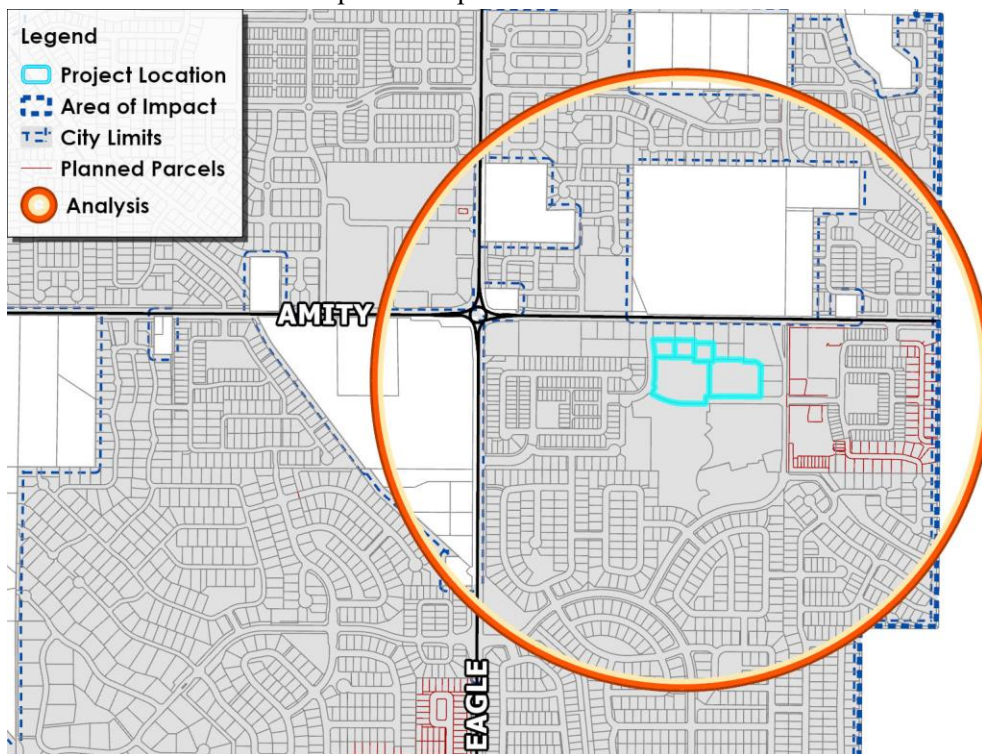 Legend
Project Location
Area of Impact
City Limits
Planned Parcels
Analysis
AMITY
EAGLE